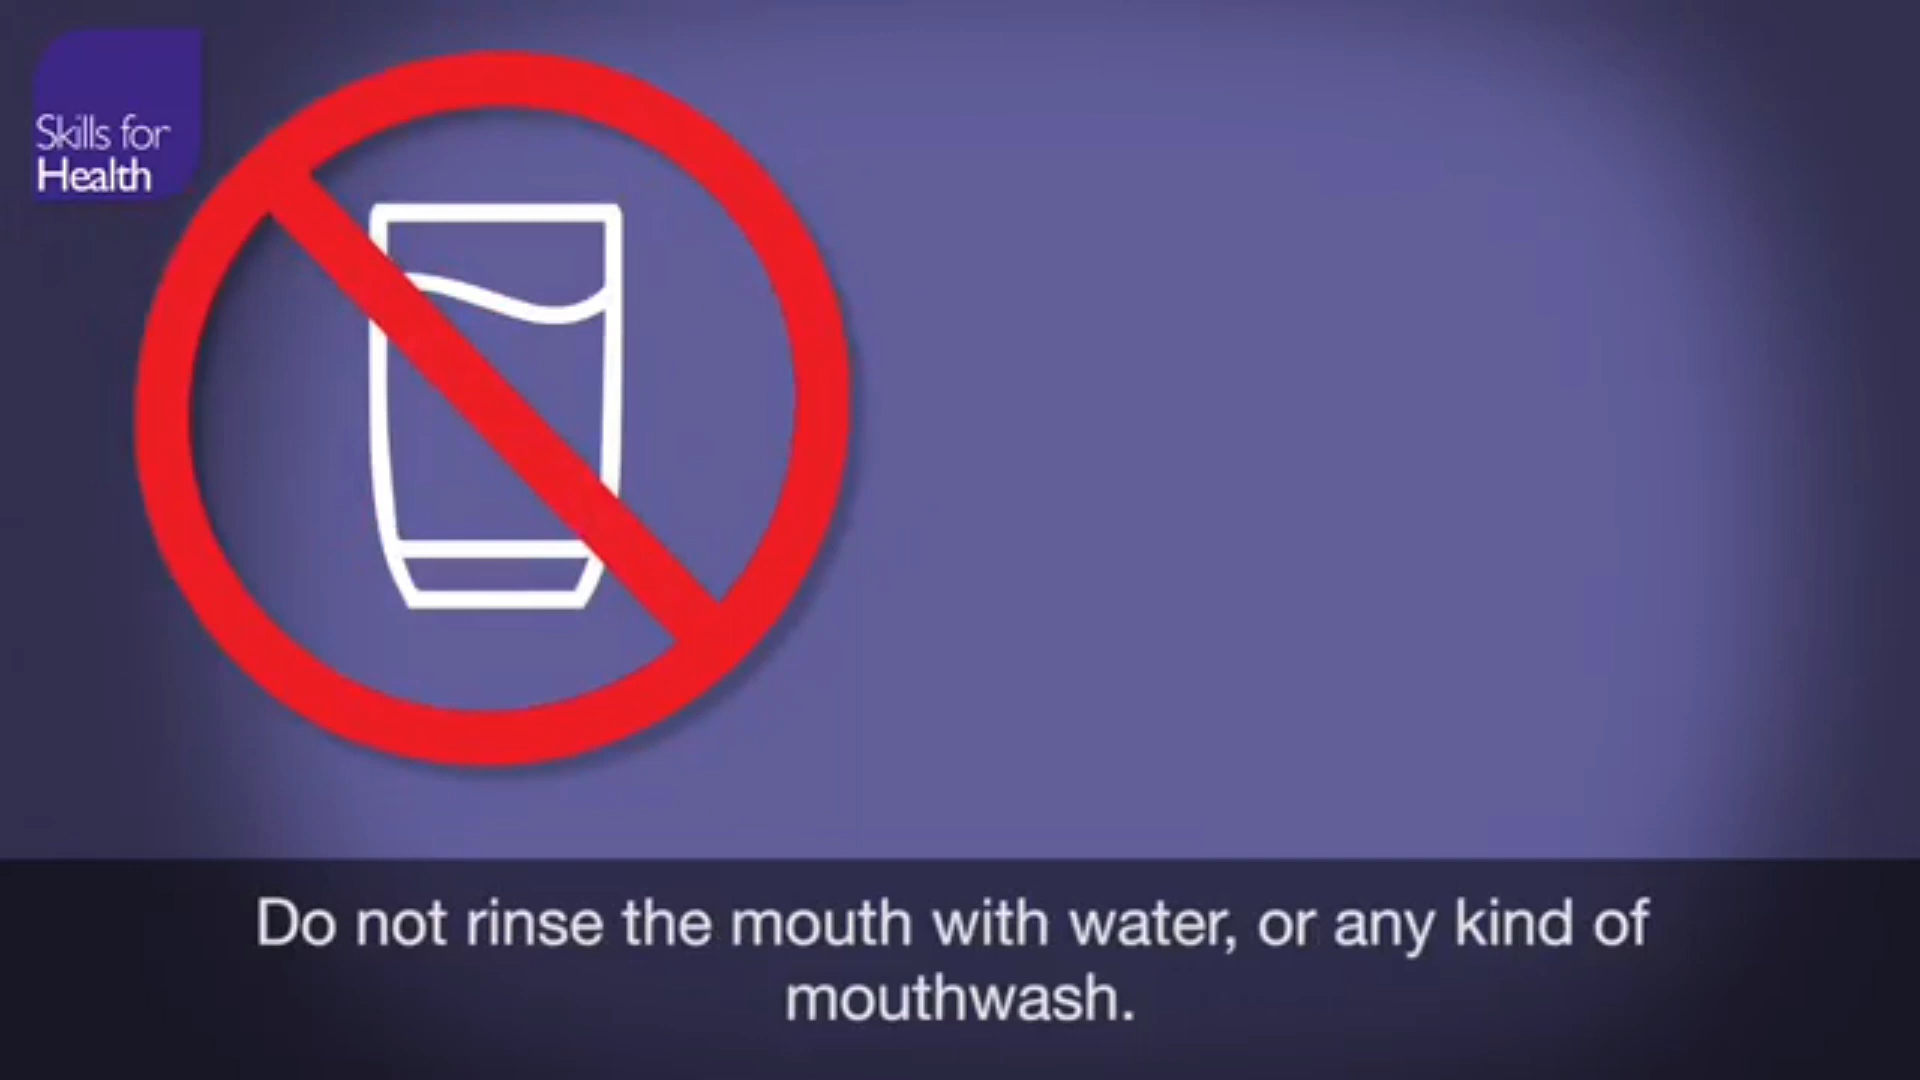 Skills for
Health
Do not rinse the mouth with water, or any kind of
mouthwash.